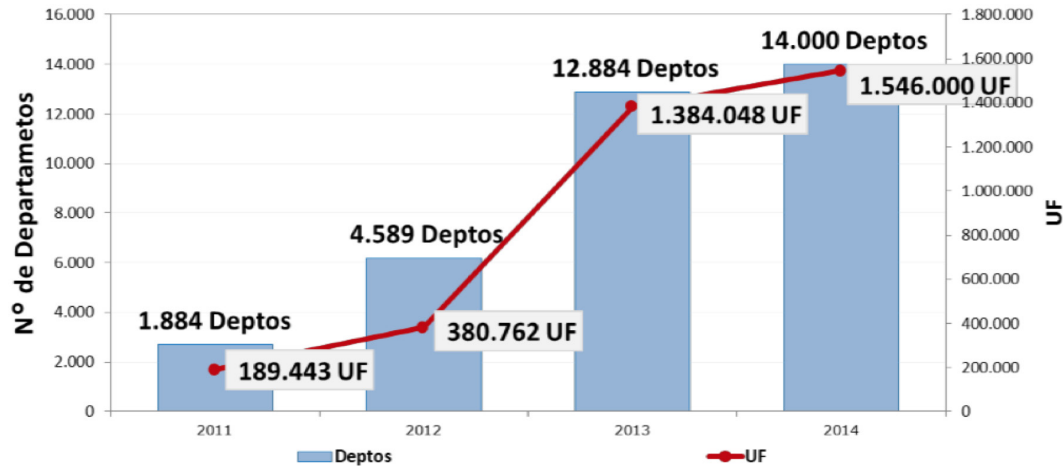 16.000
14.000
12.000
10.000
8.000
6.000
4.000
2.000
0
Nº de Departametos
1.884 Deptos
4.589 Deptos
12.884 Deptos
14.000 Deptos
189.443 UF
380.762 UF
1.384.048 UF
1.546.000 UF
1.800.000
1.600.000
1.400.000
1.200.000
1.000.000
800.000
600.000
400.000
200.000
0
UF
2011 2012 2013 2014
Deptos UF